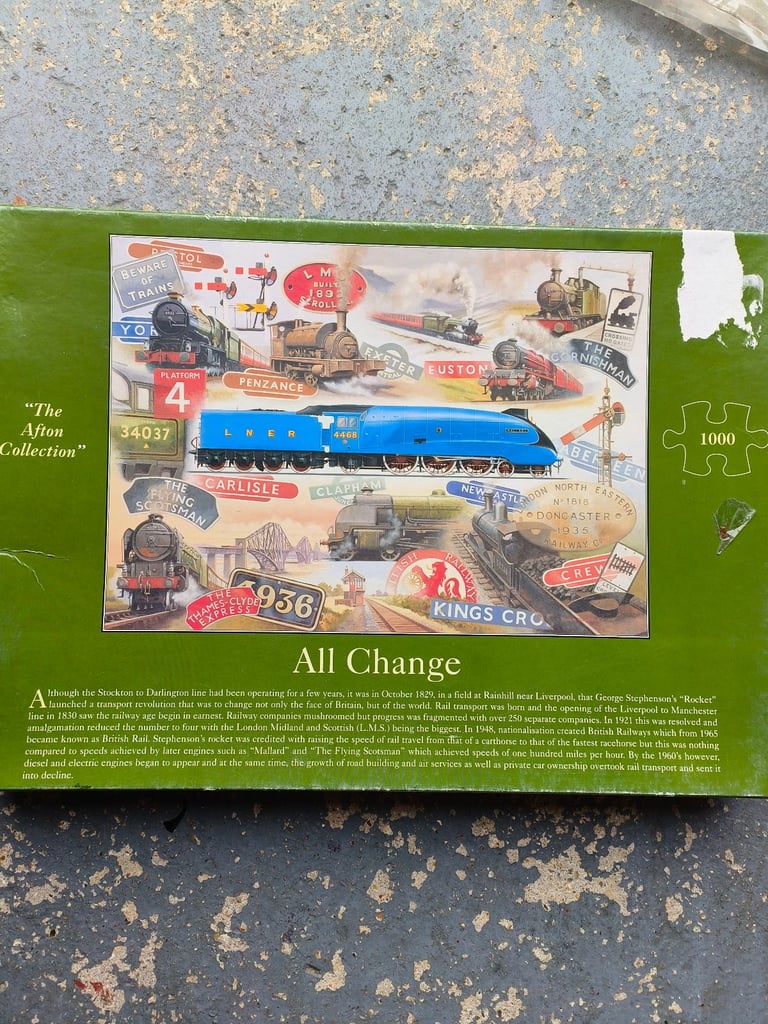 BRISTOL
BEWARE
OF
TRAINS
L M
BUILT
1892
YOR
EXETER
EUSTON
CROSSING
NO GATES
THE
CORNISHMAN
PLATFORM
4
PENZANCE
"The
Afton
Collection"
34037
L N E R
4468
ABERDEEN
1000
THE
FLYING
SCOTSMAN
CARLISLE
CLAPHAM
NEWCASTLE
LONDON NORTH EASTERN
Nº 1816
DONCASTER
1935
RAILWAY Cº
CREWE
THE
THAMES-CLYDE
EXPRESS
1936
BRITISH RAILWAYS
KINGS CRO
All Change
Although the Stockton to Darlington line had been operating for a few years, it was in October 1829, in a field at Rainhill near Liverpool, that George Stephenson's "Rocket"
launched a transport revolution that was to change not only the face of Britain, but of the world. Rail transport was born and the opening of the Liverpool to Manchester
line in 1830 saw the railway age begin in earnest. Railway companies mushroomed but progress was fragmented with over 250 separate companies. In 1921 this was resolved and
amalgamation reduced the number to four with the London Midland and Scottish (L.M.S.) being the biggest. In 1948, nationalisation created British Railways which from 1965
became known as British Rail. Stephenson's rocket was credited with raising the speed of rail travel from that of a carthorse to that of the fastest racehorse but this was nothing
compared to speeds achieved by later engines such as "Mallard" and "The Flying Scotsman" which achieved speeds of one hundred miles per hour. By the 1960's however,
diesel and electric engines began to appear and at the same time, the growth of road building and air services as well as private car ownership overtook rail transport and sent it
into decline.